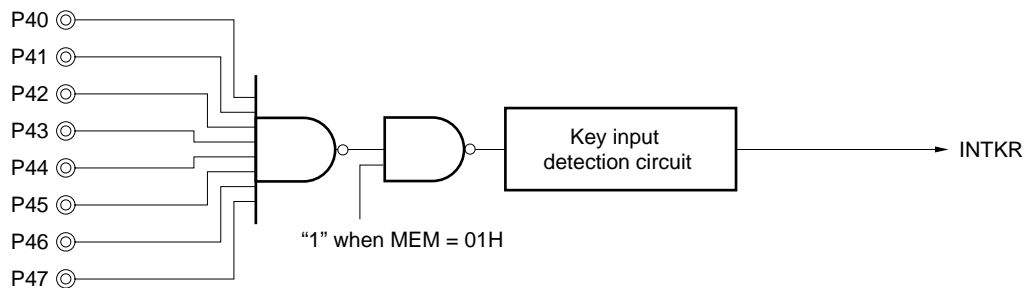 P40
P41
P42
P43
P44
P45
P46
P47
“1” when MEM = 01H
Key input
detection circuit
INTKR